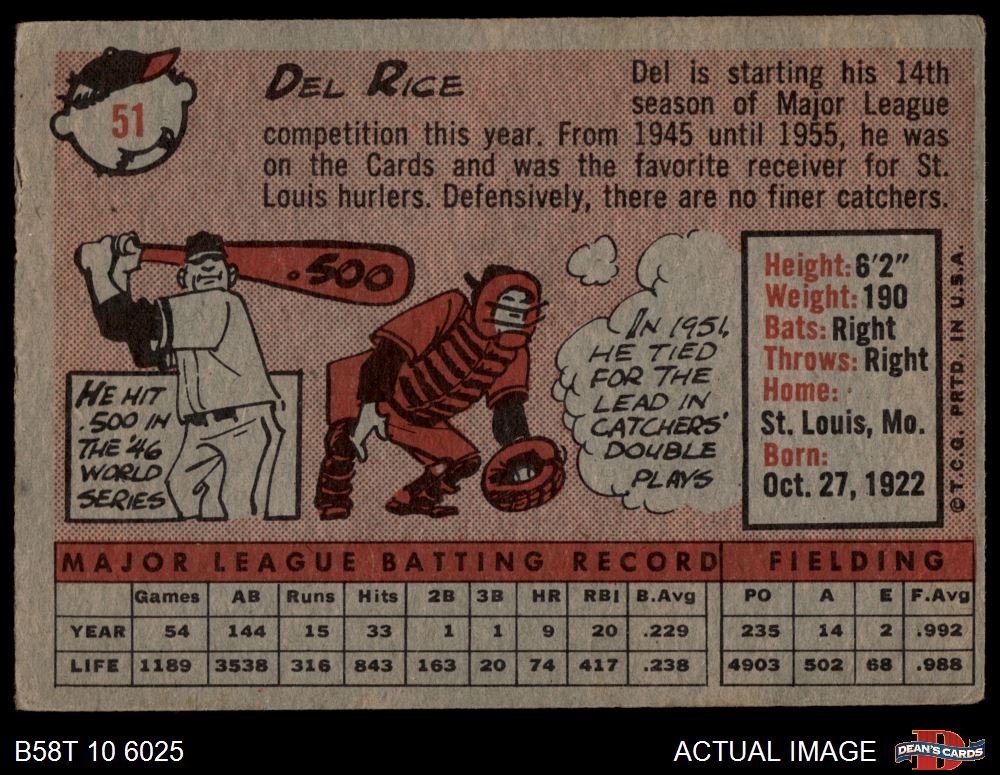 51
DEL RICE
Del is starting his 14th
season of Major League
competition this year. From 1945 until 1955, he was
on the Cards and was the favorite receiver for St.
Louis hurlers. Defensively, there are no finer catchers.
.500
HE HIT
.500 IN
THE '46
WORLD
SERIES
IN 1951,
HE TIED
FOR THE
LEAD IN
CATCHERS'
DOUBLE
PLAYS
Height: 6'2"
Weight: 190
Bats: Right
Throws: Right
Home:
St. Louis, Mo.
Born:
Oct. 27, 1922
© T.C.G. PRTD. IN U.S.A.
MAJOR LEAGUE BATTING RECORD FIELDING
Games AB Runs Hits 2B 3B HR RBI B.Avg PO A E F.Avg
YEAR 54 144 15 33 1 1 9 20 .229 235 14 2 .992
LIFE 1189 3538 316 843 163 20 74 417 .238 4903 502 68 .988
B58T 10 6025
ACTUAL IMAGE
DEAN'S CARDS